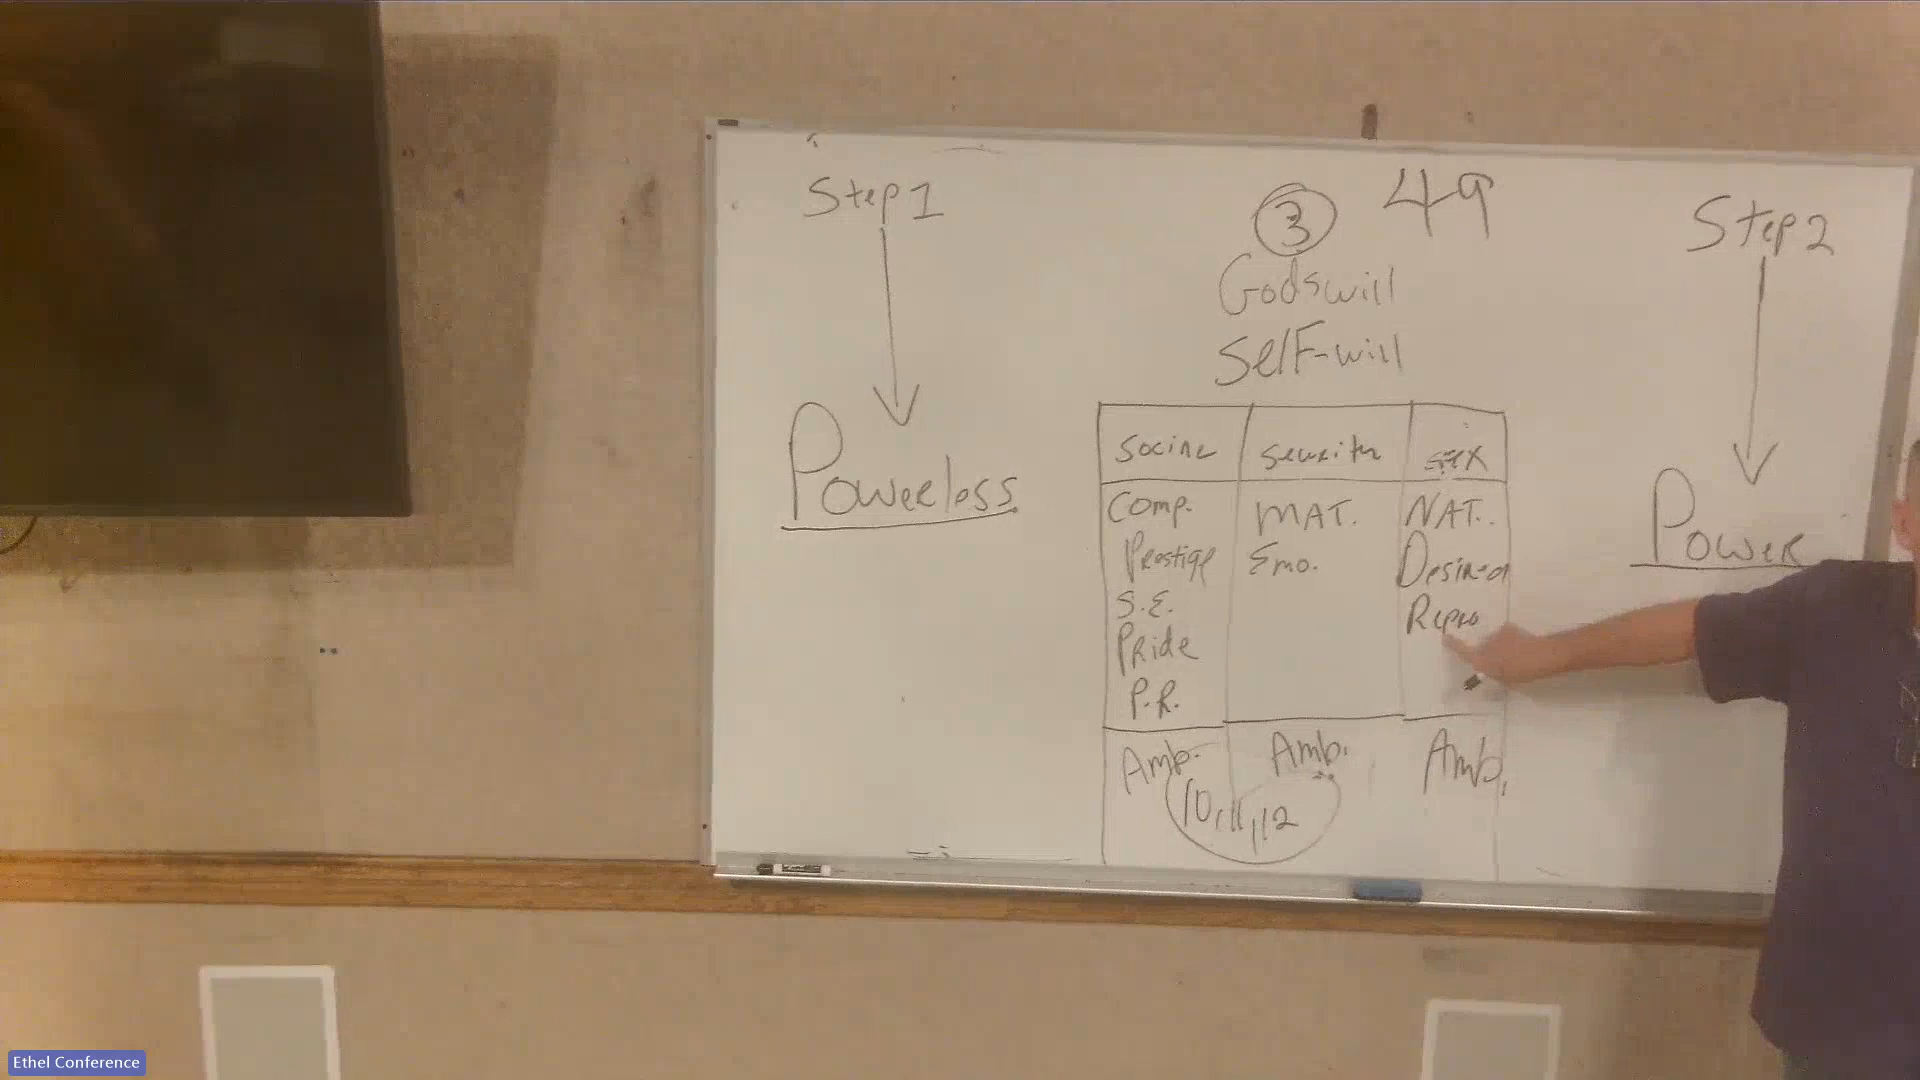 Step 1
Powerless
3 49
Godswill
Self-will
Social Security Sex
Comp. MAT. NAT.
Prestige Emo. Desired
S.E. Repro
Pride
P.R.
Amb. Amb. Amb.
10, 11, 12
Step 2
Power
Ethel Conference